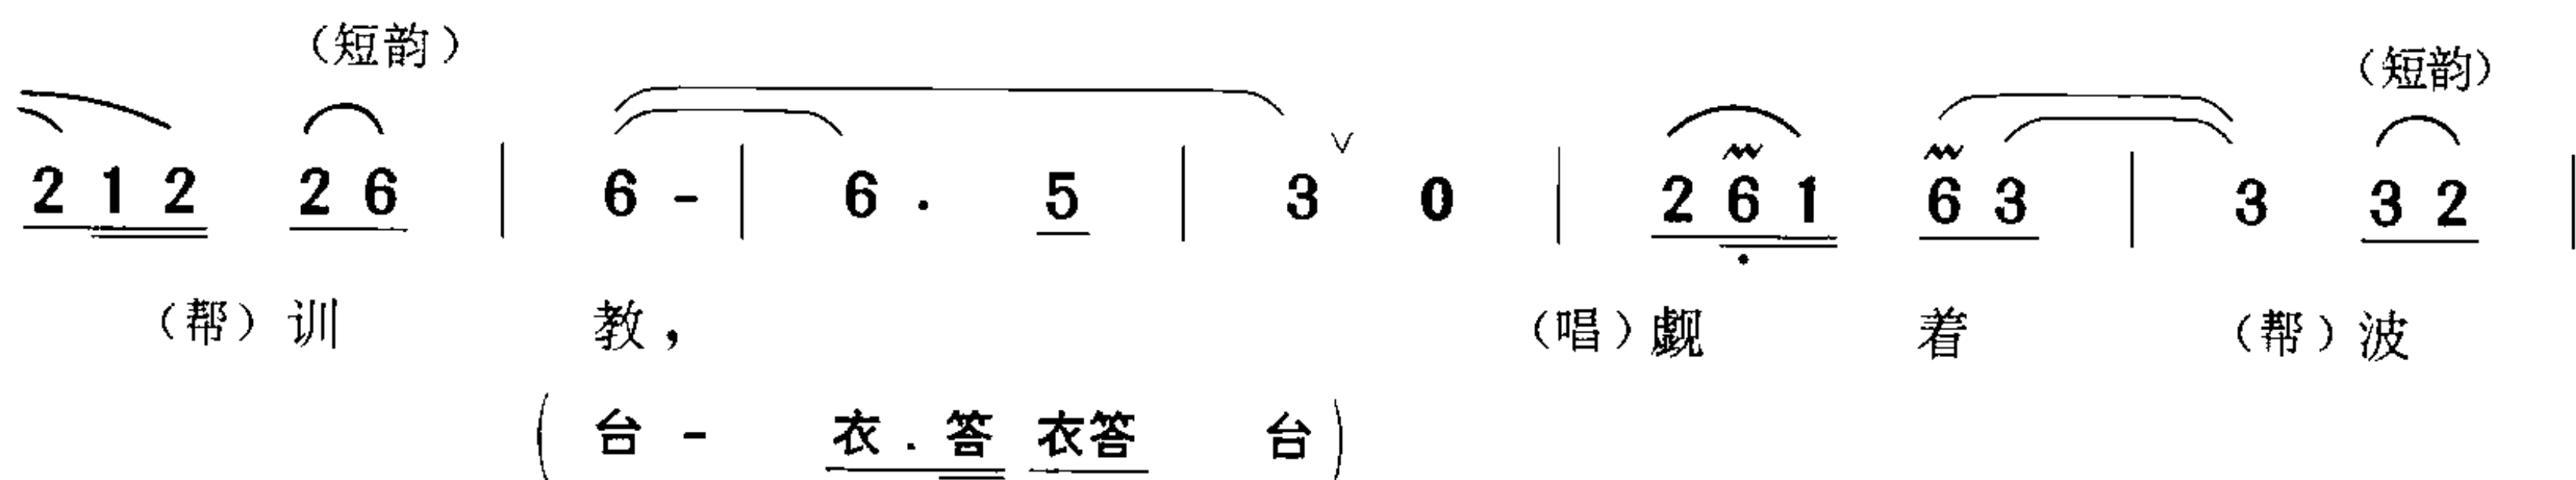 （短韵） （短韵）
2 1 2 2 6 | 6 - | 6 . 5 | 3 ∨ 0 | 2 6 1 6 3 | 3 3 2 |
（帮）训 教， （唱）觑 着 （帮）波
（台 - 衣 . 答 衣答 台）